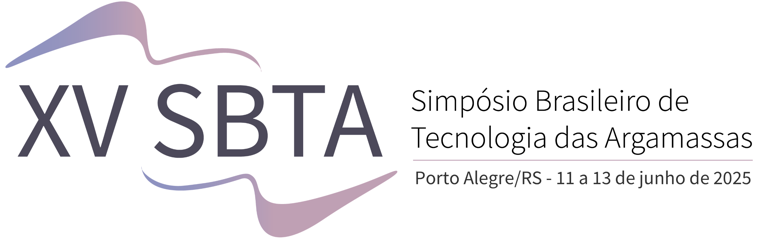 XV SBTA
Simpósio Brasileiro de
Tecnologia das Argamassas
Porto Alegre/RS - 11 a 13 de junho de 2025